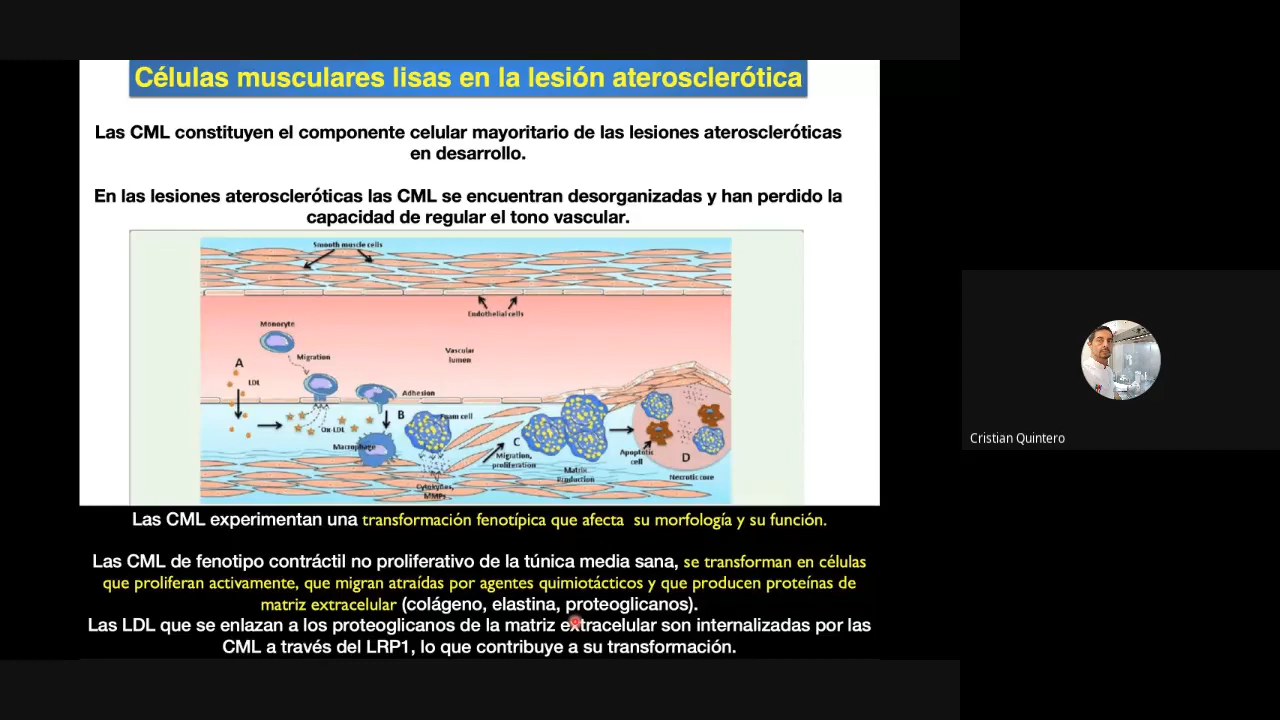 Células musculares lisas en la lesión aterosclerótica
Las CML constituyen el componente celular mayoritario de las lesiones ateroscleróticas
en desarrollo.
En las lesiones ateroscleróticas las CML se encuentran desorganizadas y han perdido la
capacidad de regular el tono vascular.
Smooth muscle cells
Endothelial cells
Monocyte
Migration
Vascular
lumen
A
LDL
Adhesion
B
Foam cell
Ox-LDL
Macrophage
C
Migration,
proliferation
Cytokynes,
MMPs
Matrix
Production
Apoptotic
cell
D
Necrotic core
Cristian Quintero
Las CML experimentan una transformación fenotípica que afecta su morfología y su función.
Las CML de fenotipo contráctil no proliferativo de la túnica media sana, se transforman en células
que proliferan activamente, que migran atraídas por agentes quimiotácticos y que producen proteínas de
matriz extracelular (colágeno, elastina, proteoglicanos).
Las LDL que se enlazan a los proteoglicanos de la matriz extracelular son internalizadas por las
CML a través del LRP1, lo que contribuye a su transformación.